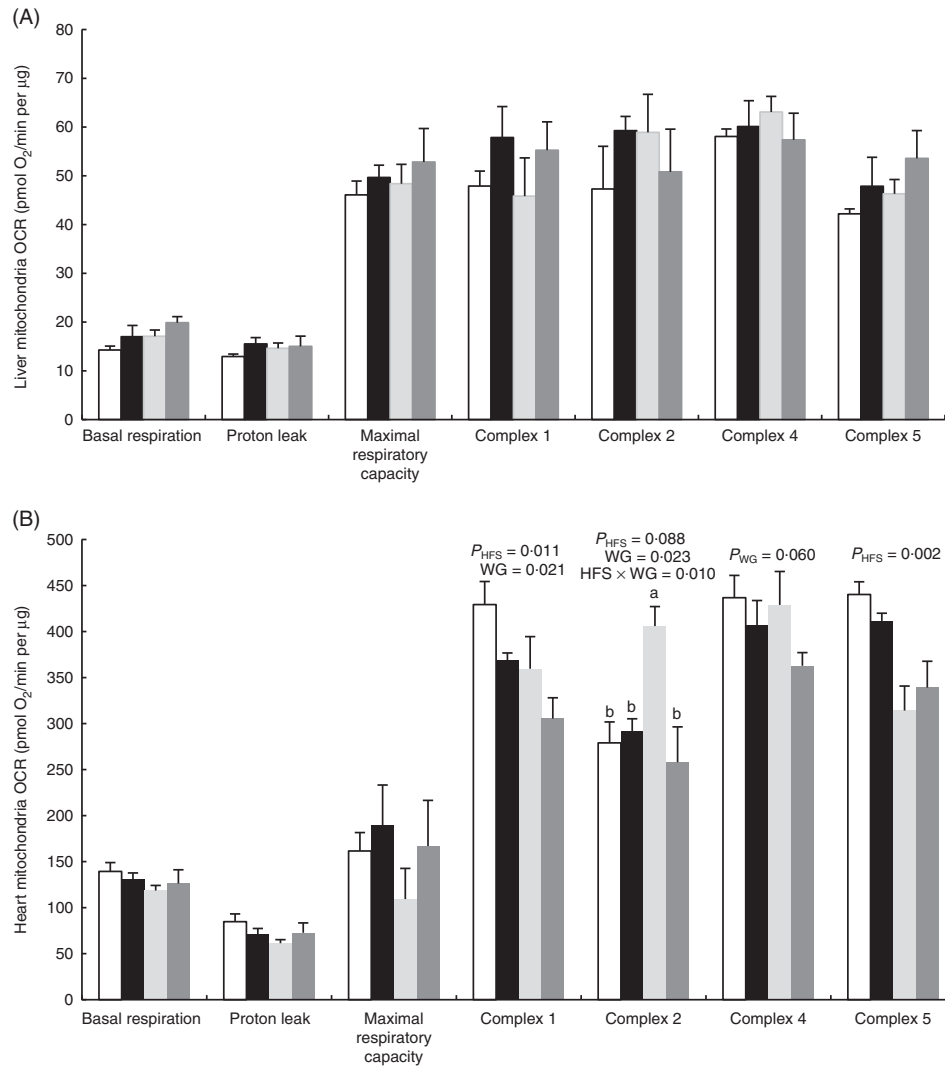 (A)
80
70
60
50
40
30
20
10
0
Liver mitochondria OCR (pmol O₂/min per µg)
Basal respiration
Proton leak
Maximal
respiratory
capacity
Complex 1
Complex 2
Complex 4
Complex 5
(B)
500
450
400
350
300
250
200
150
100
50
0
Heart mitochondria OCR (pmol O₂/min per µg)
P_HFS = 0·011
WG = 0·021
P_HFS = 0·088
WG = 0·023
HFS × WG = 0·010
a
b
b
b
P_WG = 0·060
P_HFS = 0·002
Basal respiration
Proton leak
Maximal
respiratory
capacity
Complex 1
Complex 2
Complex 4
Complex 5